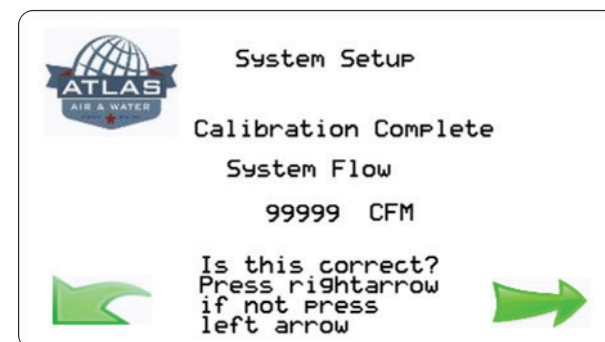 System Setup
ATLAS
AIR & WATER
Calibration Complete
System Flow
99999 CFM
Is this correct?
Press rightarrow
if not press
left arrow